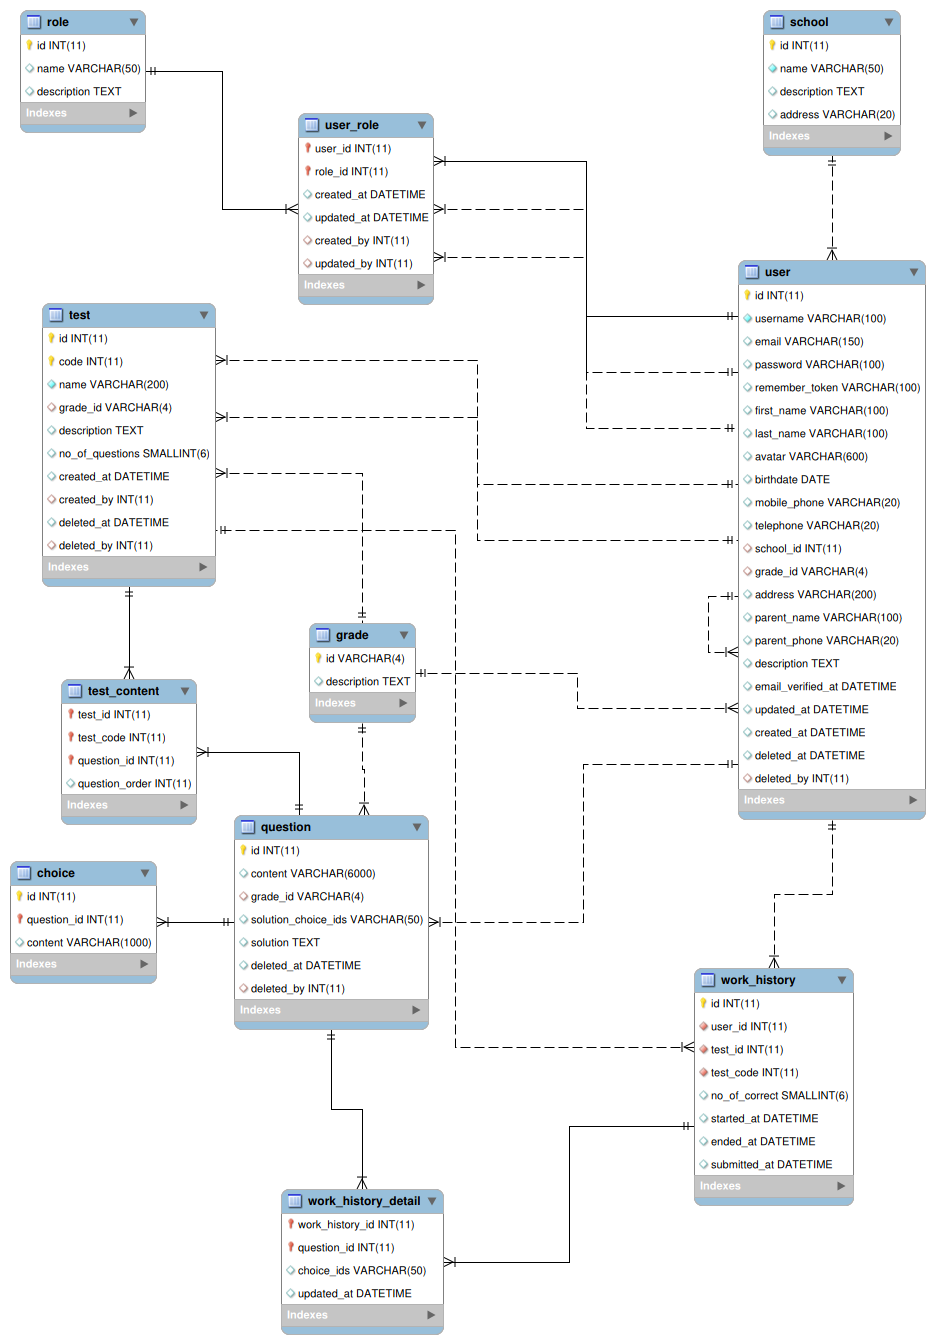 role
id INT(11)
name VARCHAR(50)
description TEXT
Indexes
school
id INT(11)
name VARCHAR(50)
description TEXT
address VARCHAR(20)
Indexes
user_role
user_id INT(11)
role_id INT(11)
created_at DATETIME
updated_at DATETIME
created_by INT(11)
updated_by INT(11)
Indexes
user
id INT(11)
username VARCHAR(100)
email VARCHAR(150)
password VARCHAR(100)
remember_token VARCHAR(100)
first_name VARCHAR(100)
last_name VARCHAR(100)
avatar VARCHAR(600)
birthdate DATE
mobile_phone VARCHAR(20)
telephone VARCHAR(20)
school_id INT(11)
grade_id VARCHAR(4)
address VARCHAR(200)
parent_name VARCHAR(100)
parent_phone VARCHAR(20)
description TEXT
email_verified_at DATETIME
updated_at DATETIME
created_at DATETIME
deleted_at DATETIME
deleted_by INT(11)
Indexes
test
id INT(11)
code INT(11)
name VARCHAR(200)
grade_id VARCHAR(4)
description TEXT
no_of_questions SMALLINT(6)
created_at DATETIME
created_by INT(11)
deleted_at DATETIME
deleted_by INT(11)
Indexes
grade
id VARCHAR(4)
description TEXT
Indexes
test_content
test_id INT(11)
test_code INT(11)
question_id INT(11)
question_order INT(11)
Indexes
question
id INT(11)
content VARCHAR(6000)
grade_id VARCHAR(4)
solution_choice_ids VARCHAR(50)
solution TEXT
deleted_at DATETIME
deleted_by INT(11)
Indexes
choice
id INT(11)
question_id INT(11)
content VARCHAR(1000)
Indexes
work_history
id INT(11)
user_id INT(11)
test_id INT(11)
test_code INT(11)
no_of_correct SMALLINT(6)
started_at DATETIME
ended_at DATETIME
submitted_at DATETIME
Indexes
work_history_detail
work_history_id INT(11)
question_id INT(11)
choice_ids VARCHAR(50)
updated_at DATETIME
Indexes